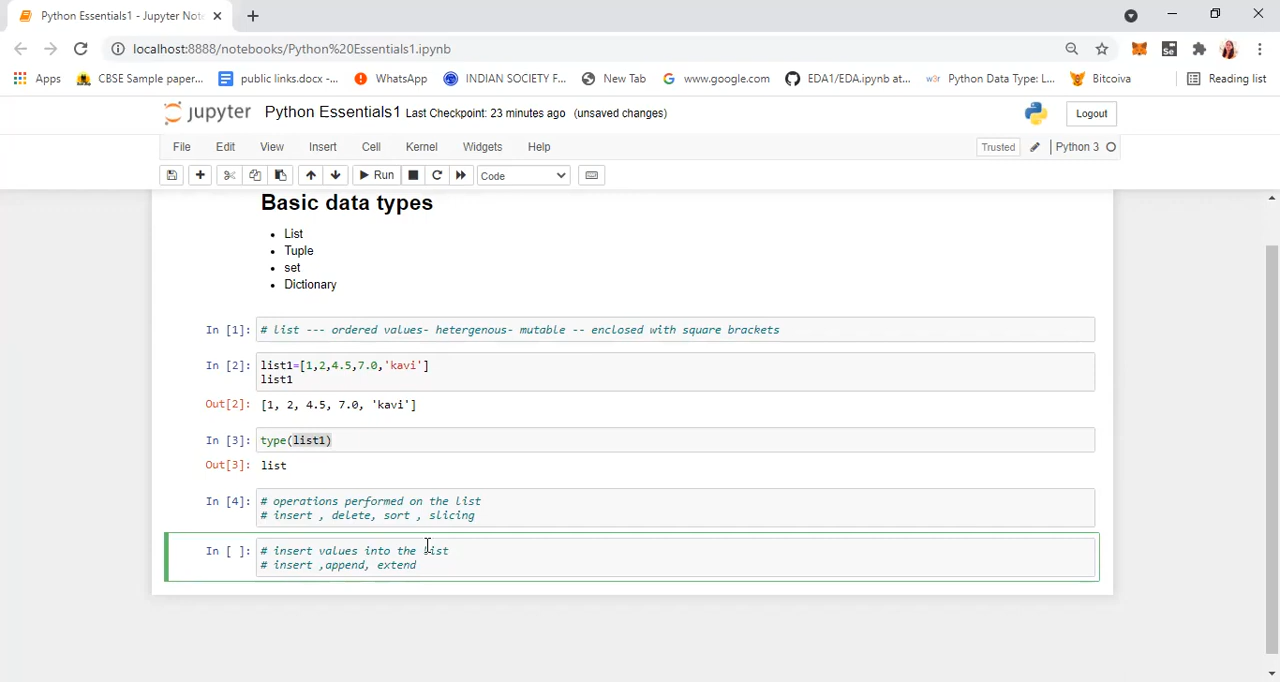 Python Essentials1 - Jupyter Not
localhost:8888/notebooks/Python%20Essentials1.ipynb
Apps CBSE Sample paper... public links.docx -... WhatsApp INDIAN SOCIETY F... New Tab www.google.com EDA1/EDA.ipynb at... w3r Python Data Type: L... Bitcoiva Reading list
jupyter Python Essentials1 Last Checkpoint: 23 minutes ago (unsaved changes) Logout
File Edit View Insert Cell Kernel Widgets Help Trusted Python 3
Run Code
Basic data types
List
Tuple
set
Dictionary
In [1]: # list --- ordered values- hetergenous- mutable -- enclosed with square brackets
In [2]: list1=[1,2,4.5,7.0,'kavi']
list1
Out[2]: [1, 2, 4.5, 7.0, 'kavi']
In [3]: type(list1)
Out[3]: list
In [4]: # operations performed on the list
# insert , delete, sort , slicing
In [ ]: # insert values into the list
# insert ,append, extend